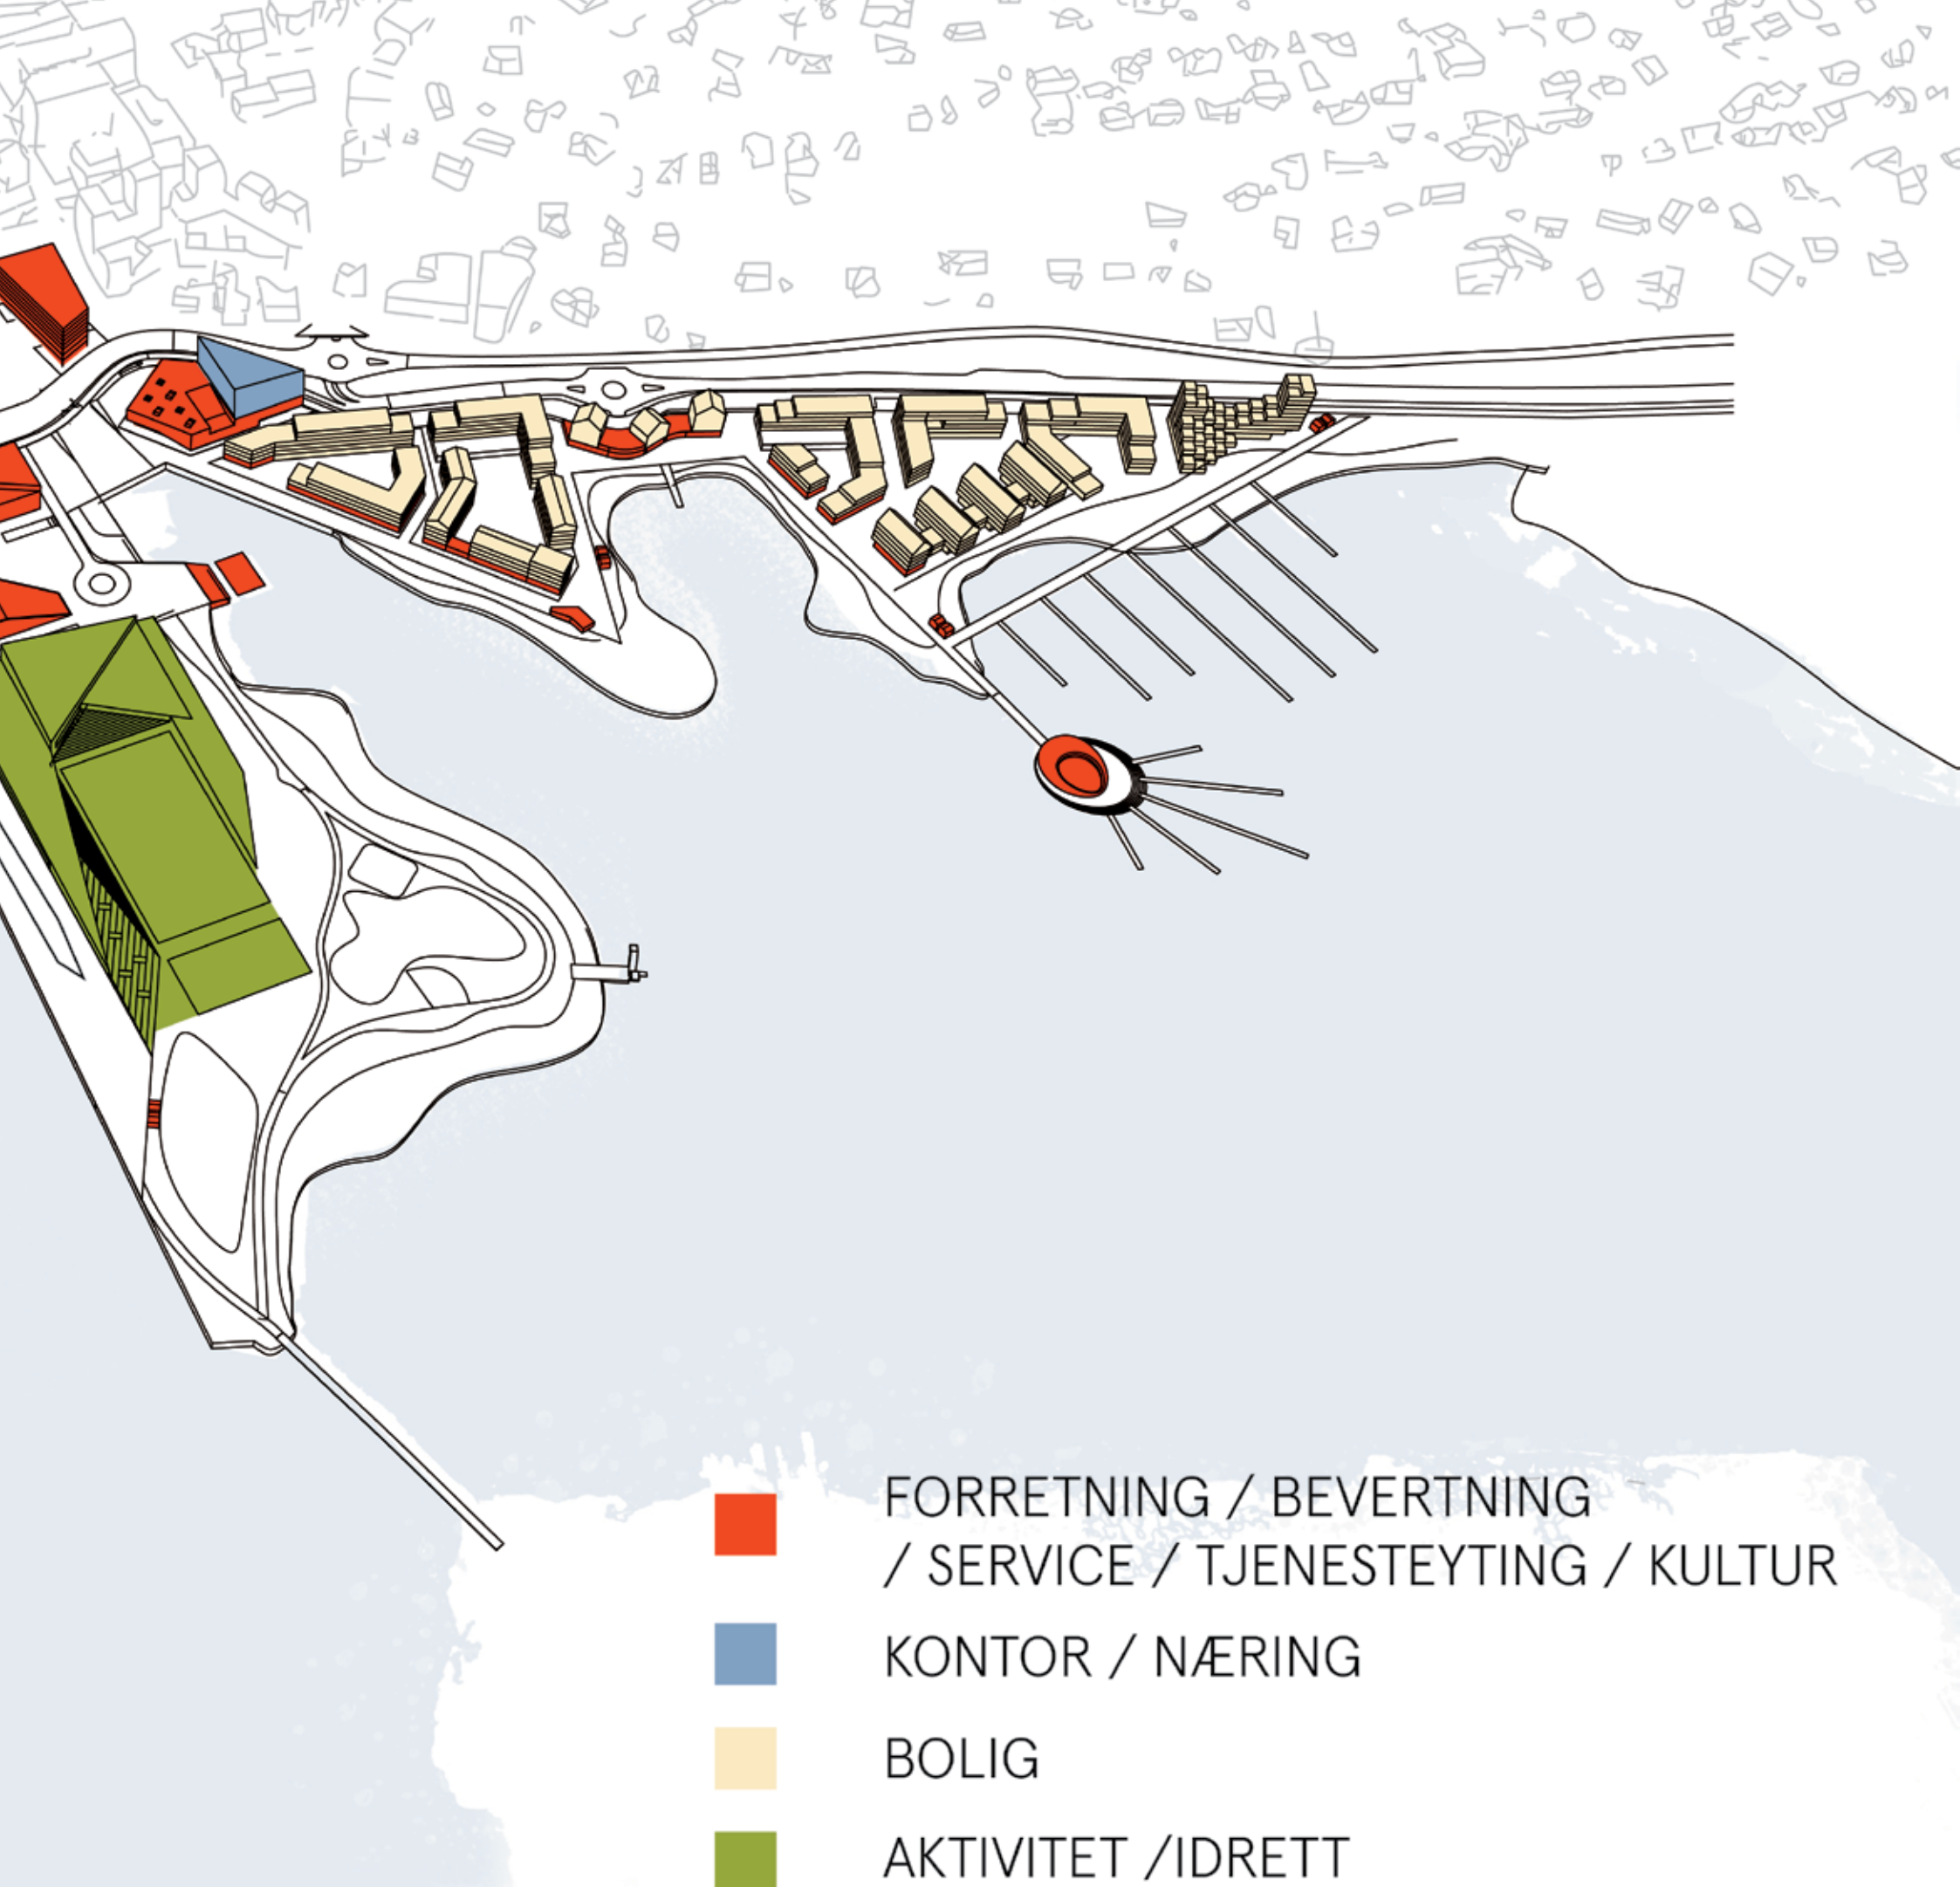 FORRETNING / BEVERTNING
/ SERVICE / TJENESTEYTING / KULTUR
KONTOR / NÆRING
BOLIG
AKTIVITET /IDRETT